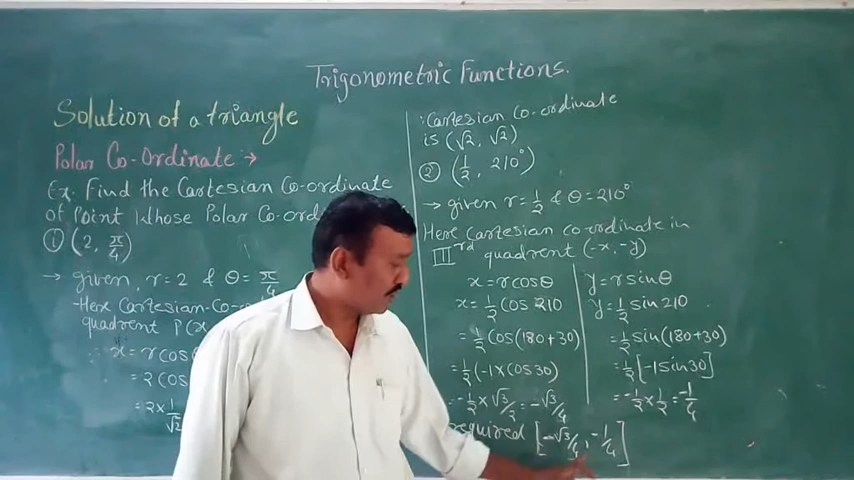 Trigonometric Functions.
Solution of a triangle
Polar Co-Ordinate →
Ex. Find the Cartesian Co-ordinate
of Point Whose Polar Co-ord
① (2, π/4)
→ given, r = 2 & θ = π/4
Here Cartesian-Co-o
quadrent P(x
∴ x = r cos
= 2 cos
= 2 × 1/√2
∴ Cartesian Co-ordinate
is (√2, √2)
② (1/2, 210°)
→ given r = 1/2 & θ = 210°
Here Cartesian co ordinate in
IIIrd quadrent (-x, -y)
x = r cosθ
x = 1/2 cos 210
= 1/2 cos(180+30)
= 1/2 (-1 × cos 30)
= -1/2 × √3/2 = -√3/4
y = r sinθ
y = 1/2 sin 210
= 1/2 sin(180+30)
= 1/2 [-1 sin 30]
= -1/2 × 1/2 = -1/4
required [-√3/4, -1/4]